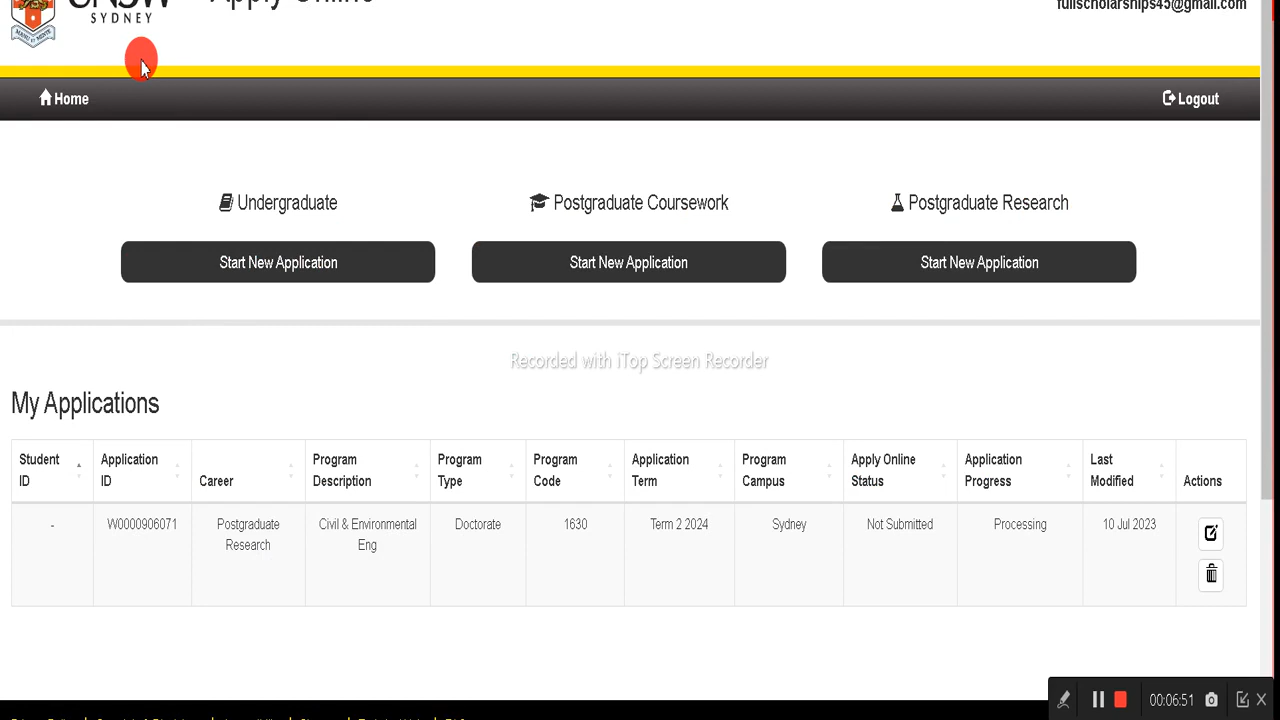 UNSW
SYDNEY
Apply Online
fullscholarships45@gmail.com
Home
Logout
Undergraduate
Postgraduate Coursework
Postgraduate Research
Start New Application
Start New Application
Start New Application
Recorded with iTop Screen Recorder
My Applications
Student ID
Application ID
Career
Program Description
Program Type
Program Code
Application Term
Program Campus
Apply Online Status
Application Progress
Last Modified
Actions
-
W0000906071
Postgraduate Research
Civil & Environmental Eng
Doctorate
1630
Term 2 2024
Sydney
Not Submitted
Processing
10 Jul 2023
00:06:51